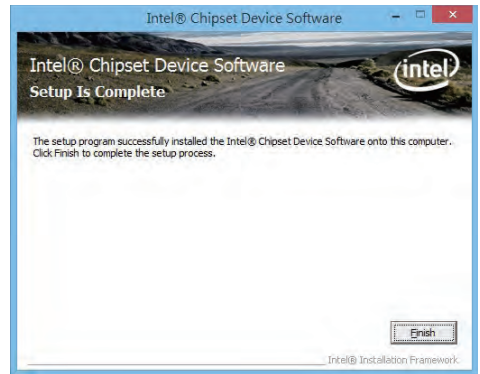 Intel® Chipset Device Software
Intel® Chipset Device Software
Setup Is Complete
intel
The setup program successfully installed the Intel® Chipset Device Software onto this computer.
Click Finish to complete the setup process.
Finish
Intel® Installation Framework